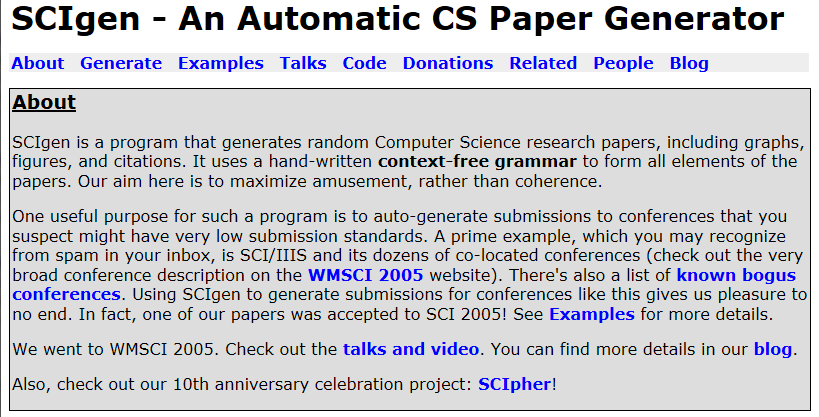 SCIgen - An Automatic CS Paper Generator
About Generate Examples Talks Code Donations Related People Blog
About
SCIgen is a program that generates random Computer Science research papers, including graphs,
figures, and citations. It uses a hand-written context-free grammar to form all elements of the
papers. Our aim here is to maximize amusement, rather than coherence.
One useful purpose for such a program is to auto-generate submissions to conferences that you
suspect might have very low submission standards. A prime example, which you may recognize
from spam in your inbox, is SCI/IIIS and its dozens of co-located conferences (check out the very
broad conference description on the WMSCI 2005 website). There's also a list of known bogus
conferences. Using SCIgen to generate submissions for conferences like this gives us pleasure to
no end. In fact, one of our papers was accepted to SCI 2005! See Examples for more details.
We went to WMSCI 2005. Check out the talks and video. You can find more details in our blog.
Also, check out our 10th anniversary celebration project: SCIpher!